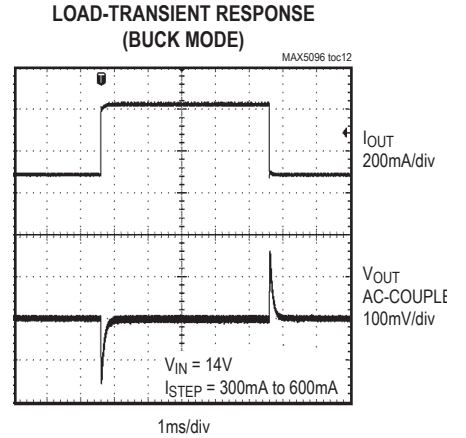 LOAD-TRANSIENT RESPONSE
(BUCK MODE)
MAX5096 toc12
T
IOUT
200mA/div
VOUT
AC-COUPLE
100mV/div
VIN = 14V
ISTEP = 300mA to 600mA
1ms/div